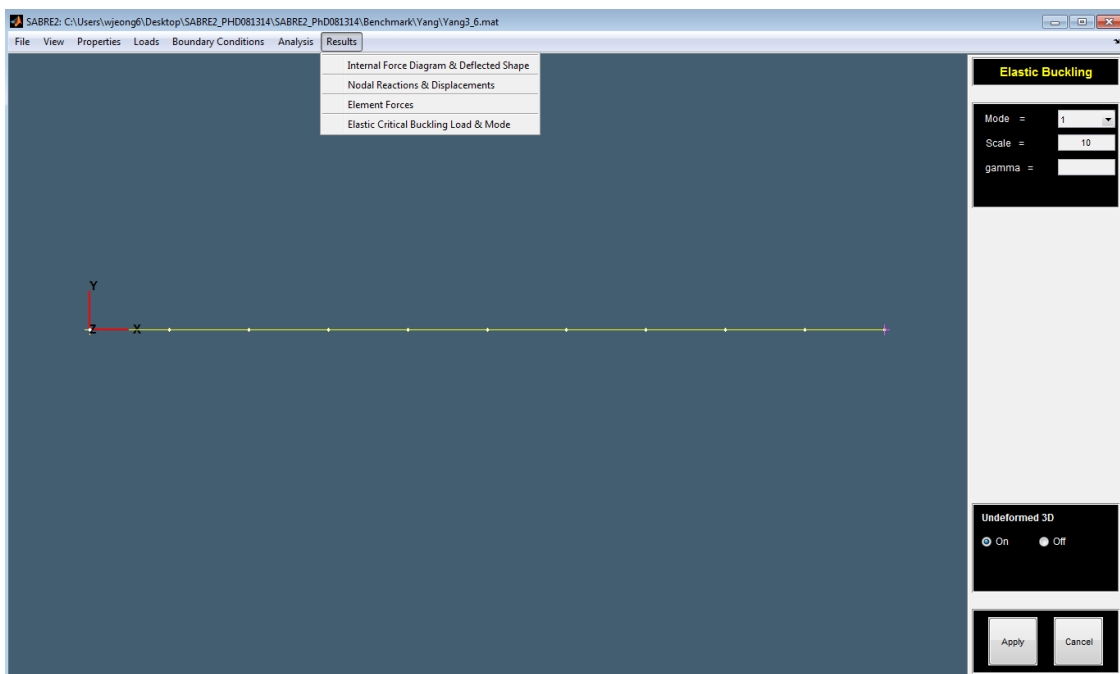 SABRE2: C:\Users\wjeong6\Desktop\SABRE2_PHD081314\SABRE2_PhD081314\Benchmark\Yang\Yang3_6.mat
File View Properties Loads Boundary Conditions Analysis Results
Internal Force Diagram & Deflected Shape
Nodal Reactions & Displacements
Element Forces
Elastic Critical Buckling Load & Mode
Y
Z X
Elastic Buckling
Mode = 1
Scale = 10
gamma =
Undeformed 3D
On Off
Apply Cancel